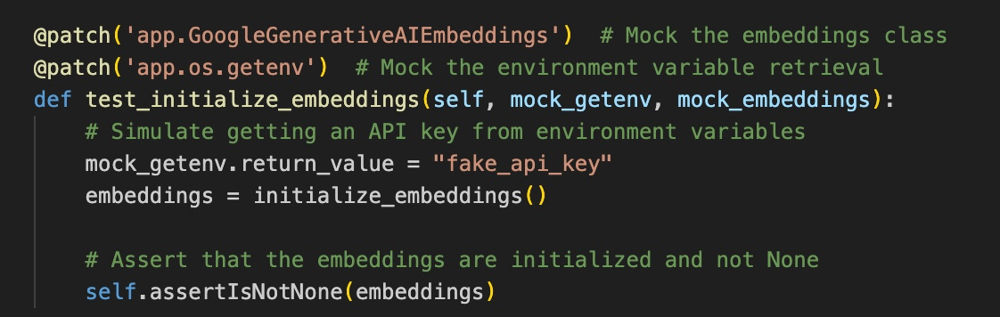 @patch('app.GoogleGenerativeAIEmbeddings')  # Mock the embeddings class
@patch('app.os.getenv')  # Mock the environment variable retrieval
def test_initialize_embeddings(self, mock_getenv, mock_embeddings):
    # Simulate getting an API key from environment variables
    mock_getenv.return_value = "fake_api_key"
    embeddings = initialize_embeddings()

    # Assert that the embeddings are initialized and not None
    self.assertIsNotNone(embeddings)